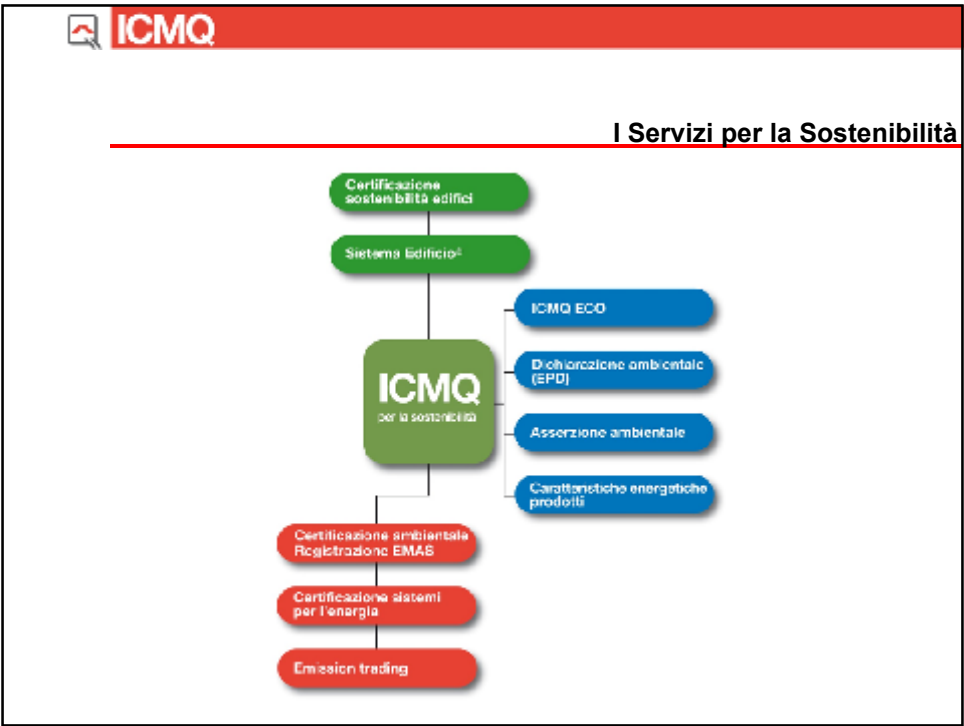 ICMQ
I Servizi per la Sostenibilità
Certificazione
sostenibilità edifici
Sistema Edificio®
ICMQ ECO
Dichiarazione ambientale
(EPD)
ICMQ
per la sostenibilità
Asserzione ambientale
Caratteristiche energetiche
prodotti
Certificazione ambientale
Registrazione EMAS
Certificazione sistemi
per l'energia
Emission trading